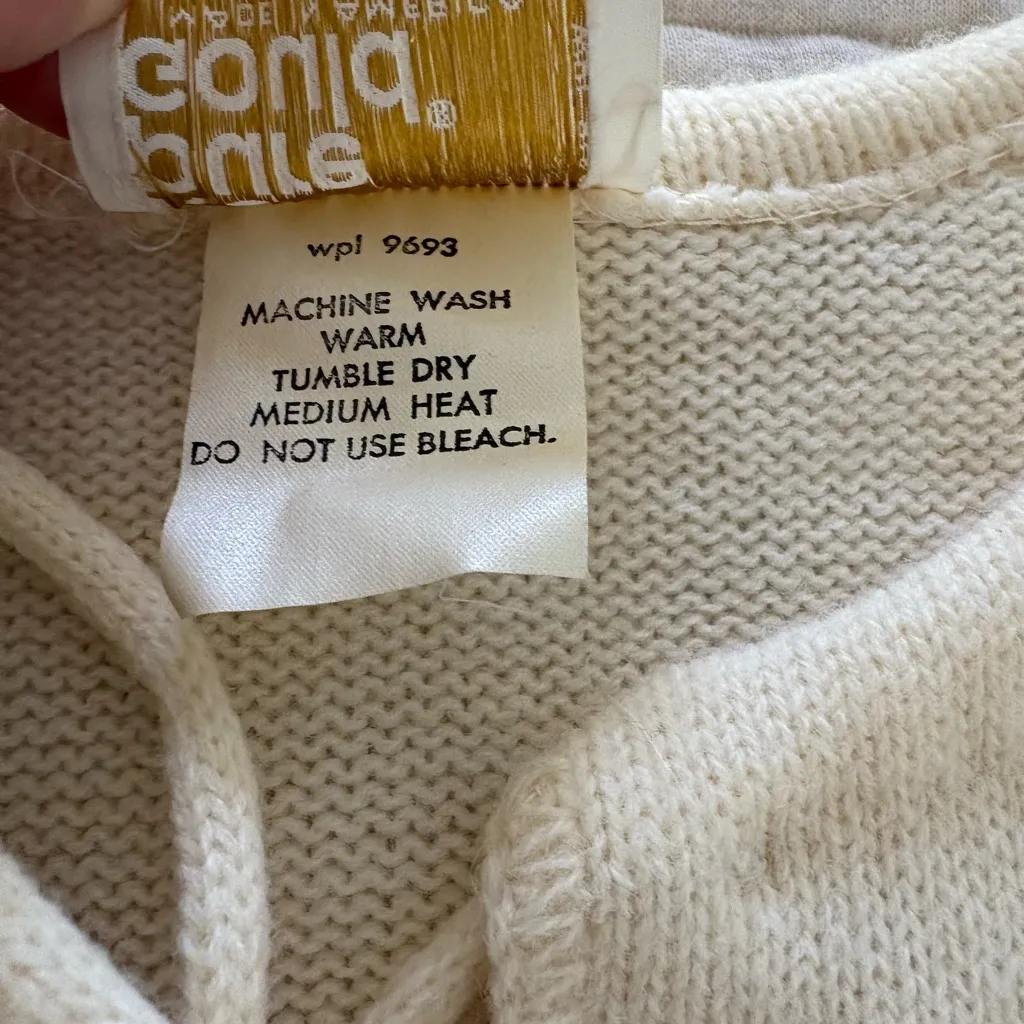 wpl 9693
MACHINE WASH
WARM
TUMBLE DRY
MEDIUM HEAT
DO NOT USE BLEACH.